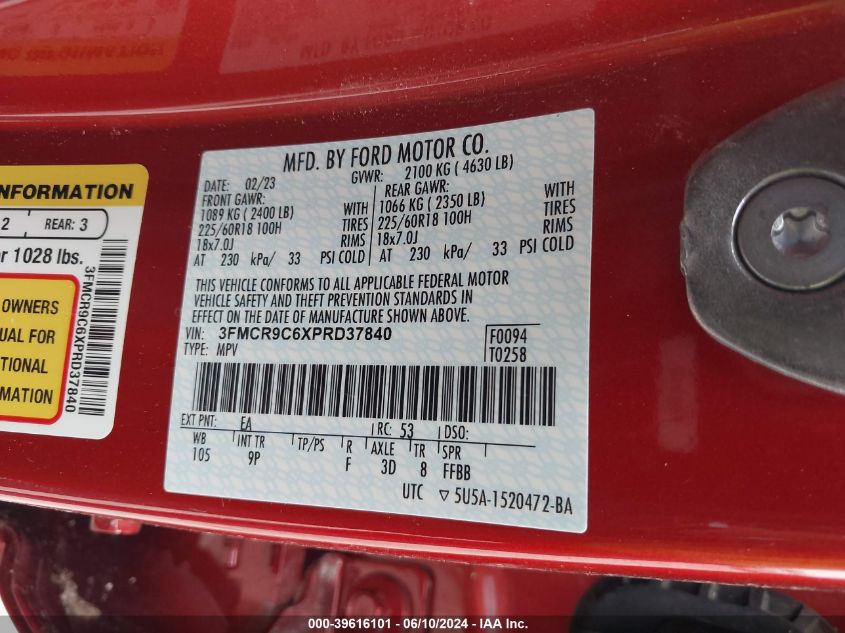 MFD. BY FORD MOTOR CO.
DATE: 02/23 GVWR: 2100 KG ( 4630 LB)
FRONT GAWR: REAR GAWR:
1089 KG ( 2400 LB) WITH 1066 KG ( 2350 LB) WITH
225/60R18 100H TIRES 225/60R18 100H TIRES
18x7.0J RIMS 18x7.0J RIMS
AT 230 kPa/ 33 PSI COLD AT 230 kPa/ 33 PSI COLD
THIS VEHICLE CONFORMS TO ALL APPLICABLE FEDERAL MOTOR
VEHICLE SAFETY AND THEFT PREVENTION STANDARDS IN
EFFECT ON THE DATE OF MANUFACTURE SHOWN ABOVE.
VIN: 3FMCR9C6XPRD37840 F0094
TYPE: MPV T0258
EXT PNT: EA RC: 53 DSO:
WB INT TR TP/PS R AXLE TR SPR
105 9P F 3D 8 FFBB
UTC ▽ 5U5A-1520472-BA
INFORMATION
2 REAR: 3
r 1028 lbs.
OWNERS
UAL FOR
TIONAL
RMATION
3FMCR9C6XPRD37840
000-39616101 - 06/10/2024 - IAA Inc.